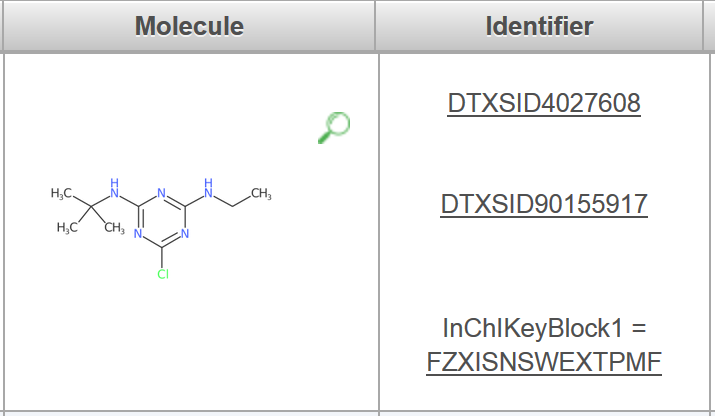 Molecule
Identifier
DTXSID4027608
DTXSID90155917
InChIKeyBlock1 =
FZXISNSWEXTPMF
H
N
N
H
N
H₃C
CH₃
H₃C
CH₃
N
N
Cl